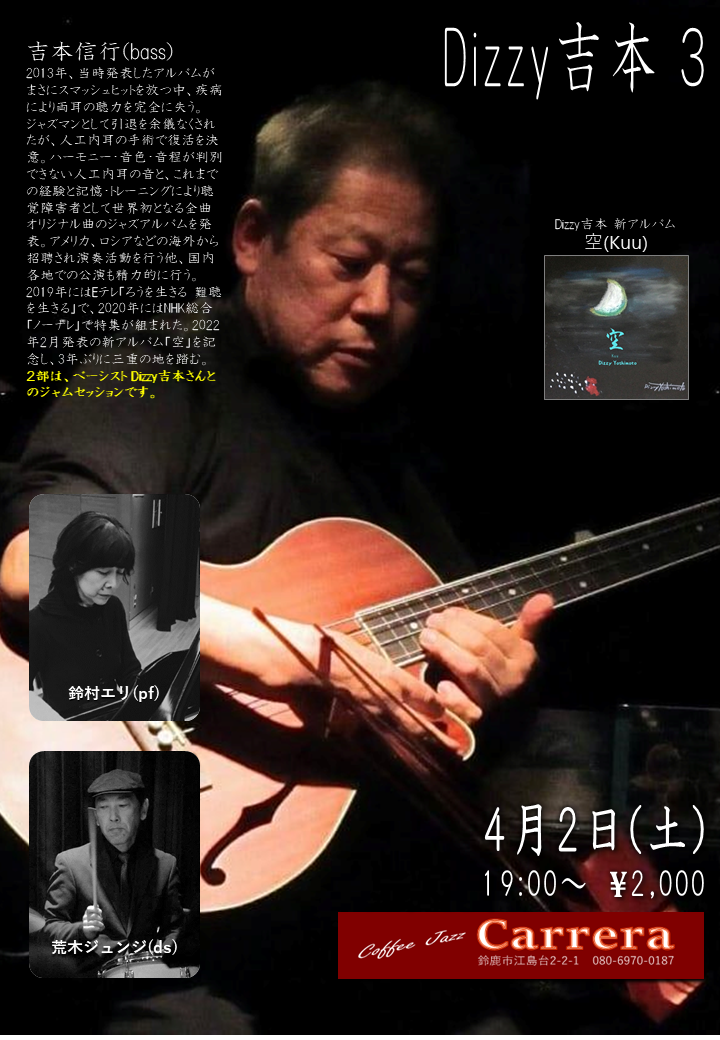 Dizzy吉本 3
吉本信行(bass)
2013年、当時発表したアルバムが
まさにスマッシュヒットを放つ中、疾病
により両耳の聴力を完全に失う。
ジャズマンとして引退を余儀なくされ
たが、人工内耳の手術で復活を決
意。ハーモニー・音色・音程が判別
できない人工内耳の音と、これまで
の経験と記憶・トレーニングにより聴
覚障害者として世界初となる全曲
オリジナル曲のジャズアルバムを発
表。アメリカ、ロシアなどの海外から
招聘され演奏活動を行う他、国内
各地での公演も精力的に行う。
2019年にはEテレ『ろうを生きる 難聴
を生きる』で、2020年にはNHK総合
『ノーナレ』で特集が組まれた。2022
年2月発表の新アルバム「空」を記
念し、3年ぶりに三重の地を踏む。
2部は、ベーシストDizzy吉本さんと
のジャムセッションです。
Dizzy吉本 新アルバム
空(Kuu)
空
Dizzy Yoshimoto
鈴村エリ(pf)
荒木ジュンジ(ds)
4月2日(土)
19:00～ ¥2,000
Coffee Jazz Carrera
鈴鹿市江島台2-2-1 080-6970-0187